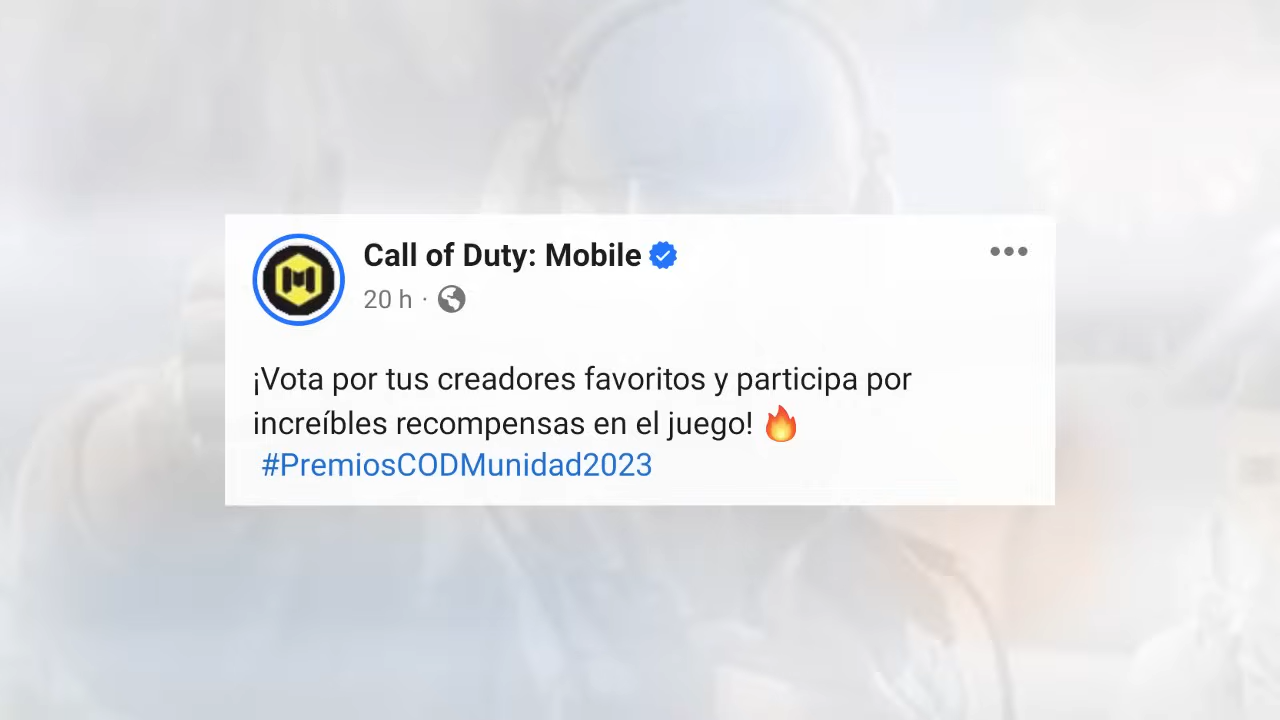 Call of Duty: Mobile
20 h ·
¡Vota por tus creadores favoritos y participa por
increíbles recompensas en el juego! 🔥
#PremiosCODMunidad2023